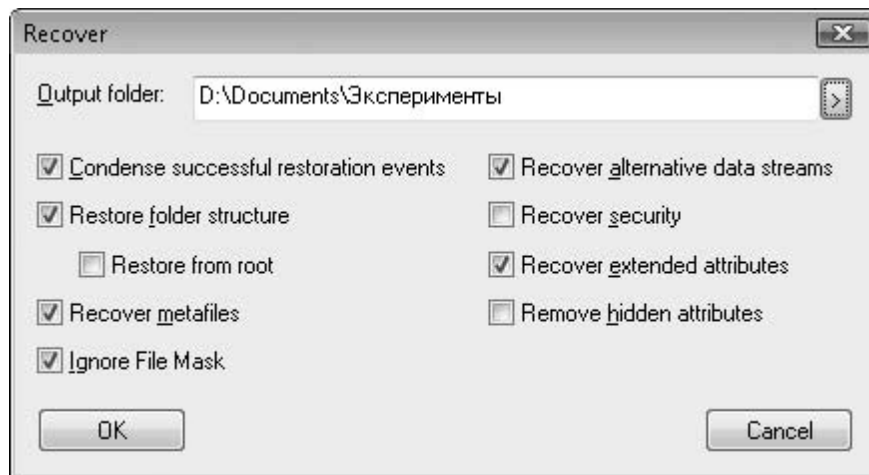 Recover
Output folder: D:\Documents\Эксперименты >
Condense successful restoration events
Recover alternative data streams
Restore folder structure
Recover security
Restore from root
Recover extended attributes
Recover metafiles
Remove hidden attributes
Ignore File Mask
OK
Cancel